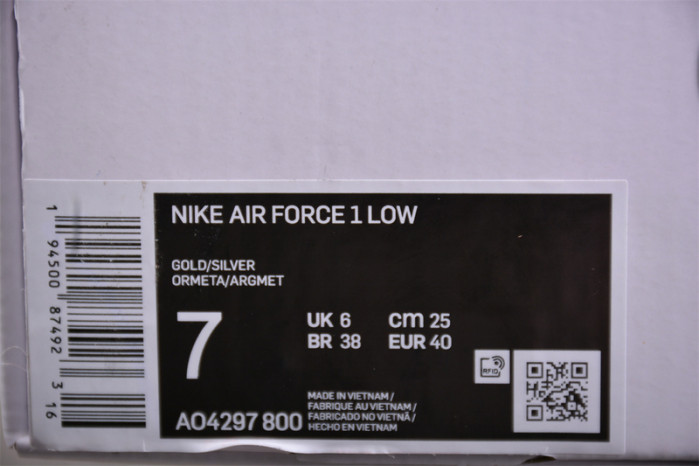 NIKE AIR FORCE 1 LOW
GOLD/SILVER
ORMETA/ARGMET
7
UK 6 cm 25
BR 38 EUR 40
RFID
AO4297 800
MADE IN VIETNAM /
FABRIQUE AU VIETNAM /
FABRICADO NO VIETNÃ /
HECHO EN VIETNAM
1 94500 87492 3 16